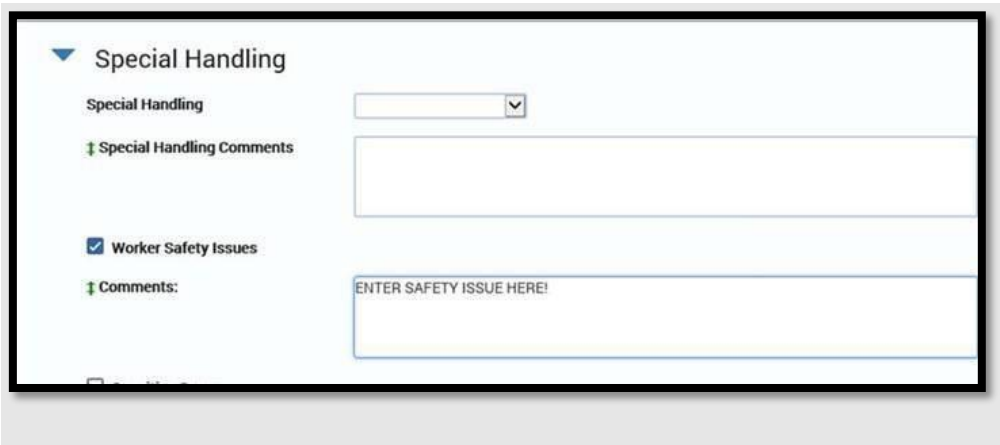 Special Handling
Special Handling
‡ Special Handling Comments
Worker Safety Issues
‡ Comments:
ENTER SAFETY ISSUE HERE!